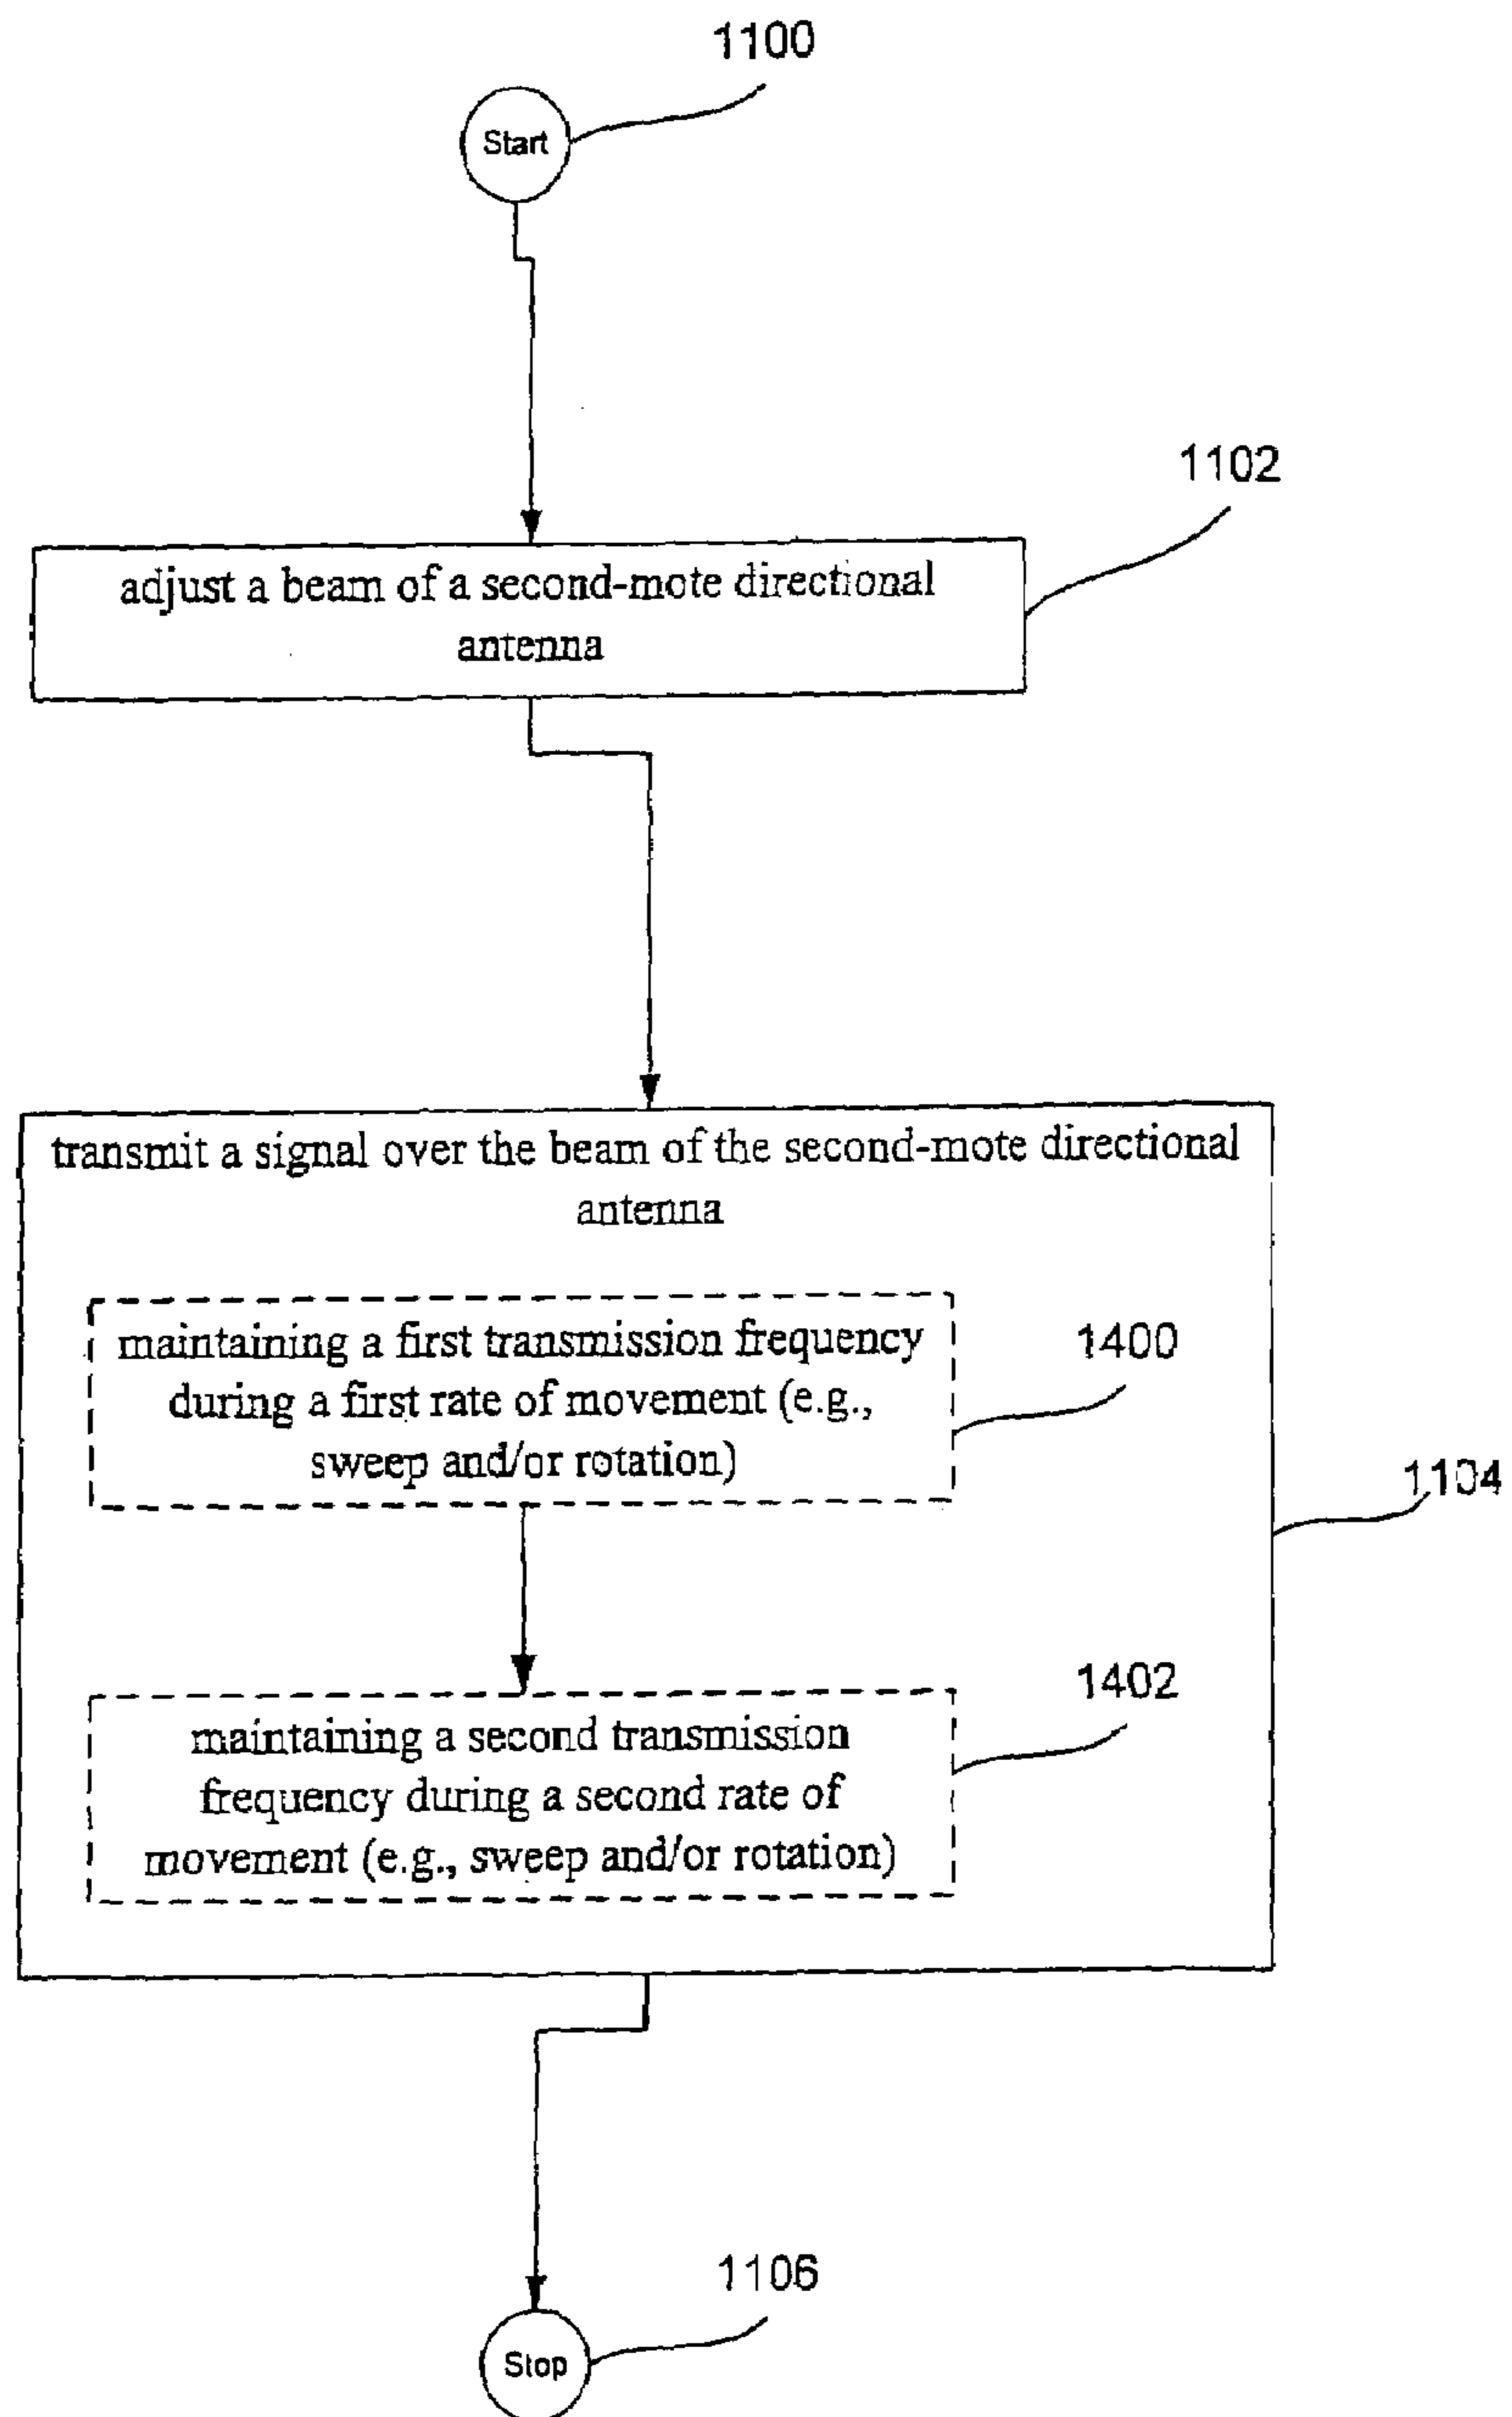 1100
Start
1102
adjust a beam of a second-mote directional
antenna
transmit a signal over the beam of the second-mote directional
antenna
maintaining a first transmission frequency
during a first rate of movement (e.g.,
sweep and/or rotation)
1400
1104
maintaining a second transmission
frequency during a second rate of
movement (e.g., sweep and/or rotation)
1402
1106
Stop